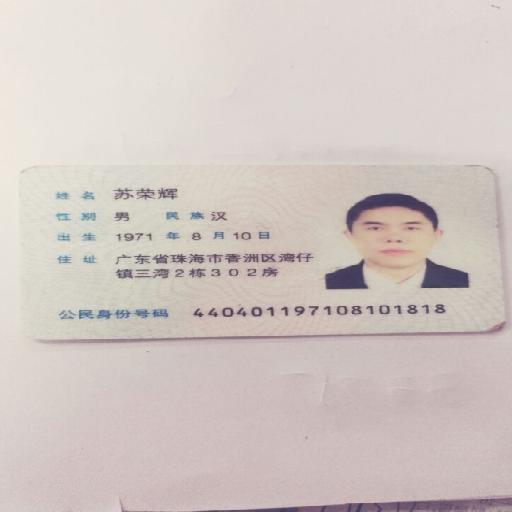 姓名 苏荣辉
性别 男 民族 汉
出生 1971 年 8 月 10 日
住址 广东省珠海市香洲区湾仔
镇三湾2栋302房
公民身份号码 440401197108101818